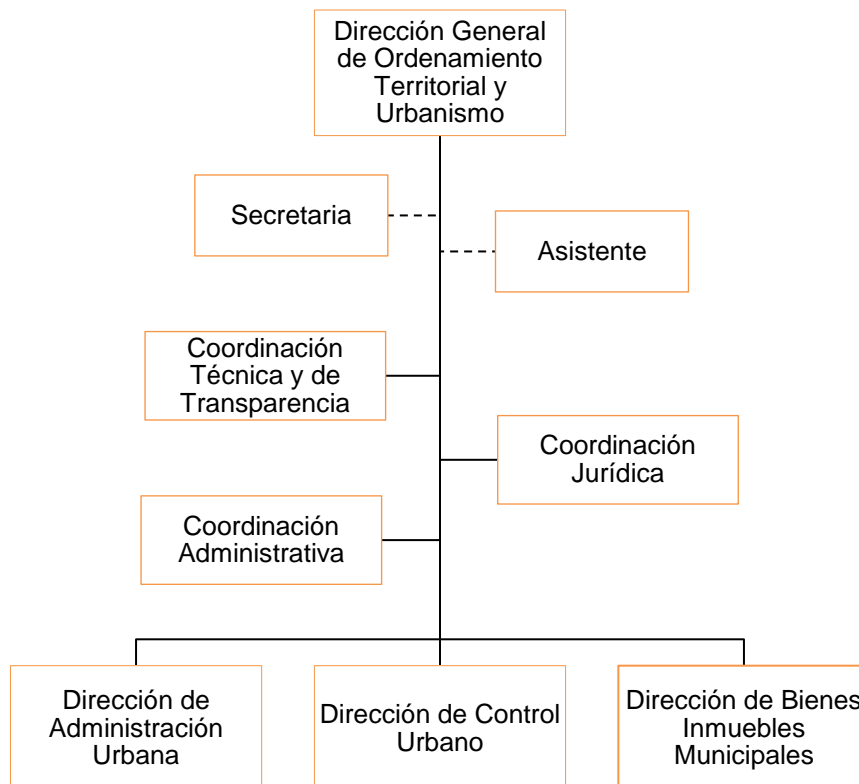 Dirección General
de Ordenamiento
Territorial y
Urbanismo
Secretaria
Asistente
Coordinación
Técnica y de
Transparencia
Coordinación
Jurídica
Coordinación
Administrativa
Dirección de
Administración
Urbana
Dirección de Control
Urbano
Dirección de Bienes
Inmuebles
Municipales